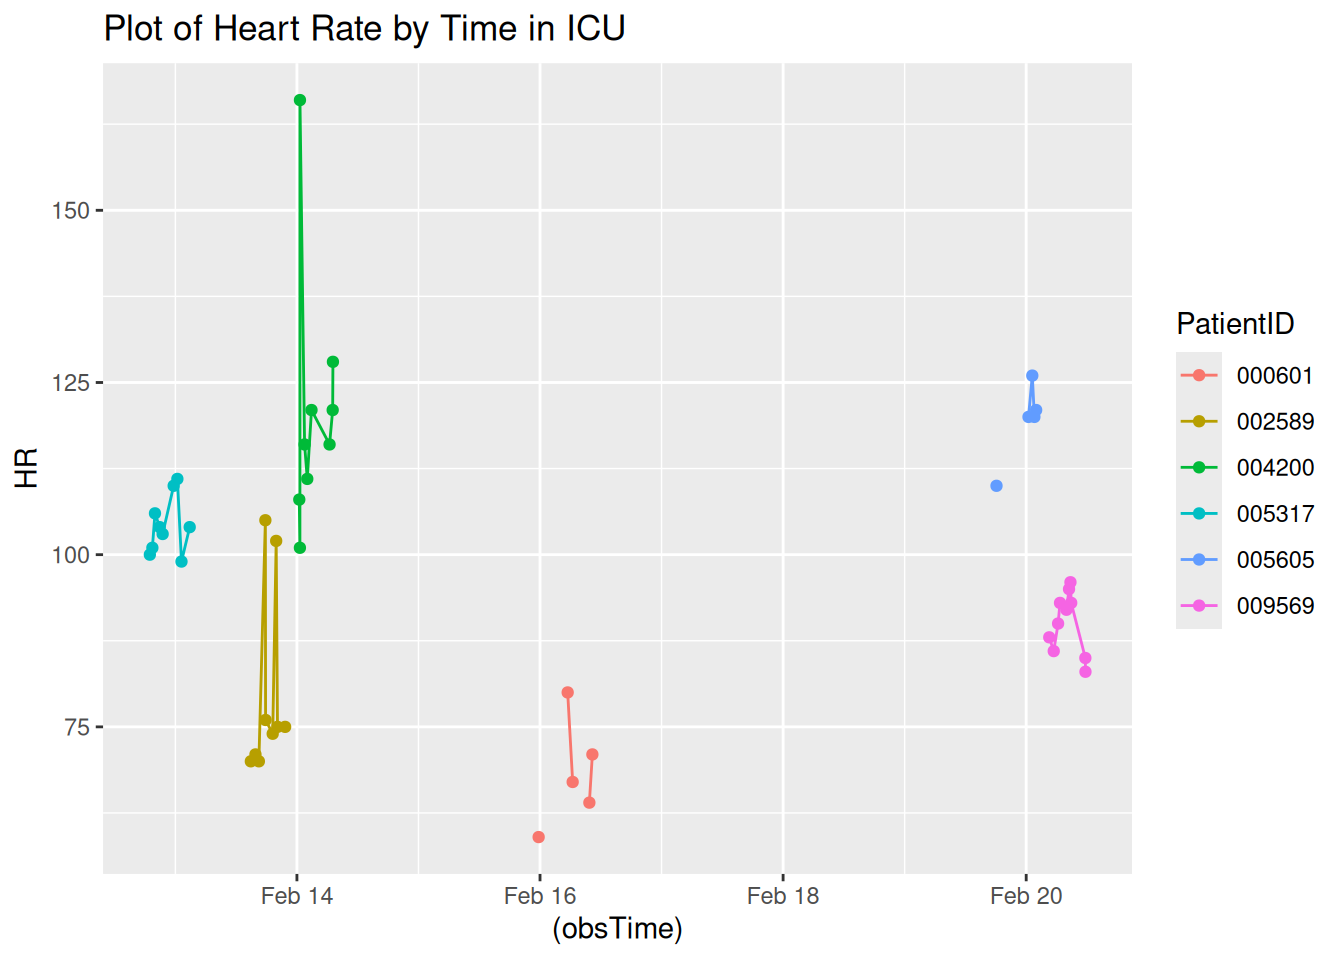 Plot of Heart Rate by Time in ICU
150
125
100
75
HR
Feb 14
Feb 16
Feb 18
Feb 20
(obsTime)
PatientID
000601
002589
004200
005317
005605
009569